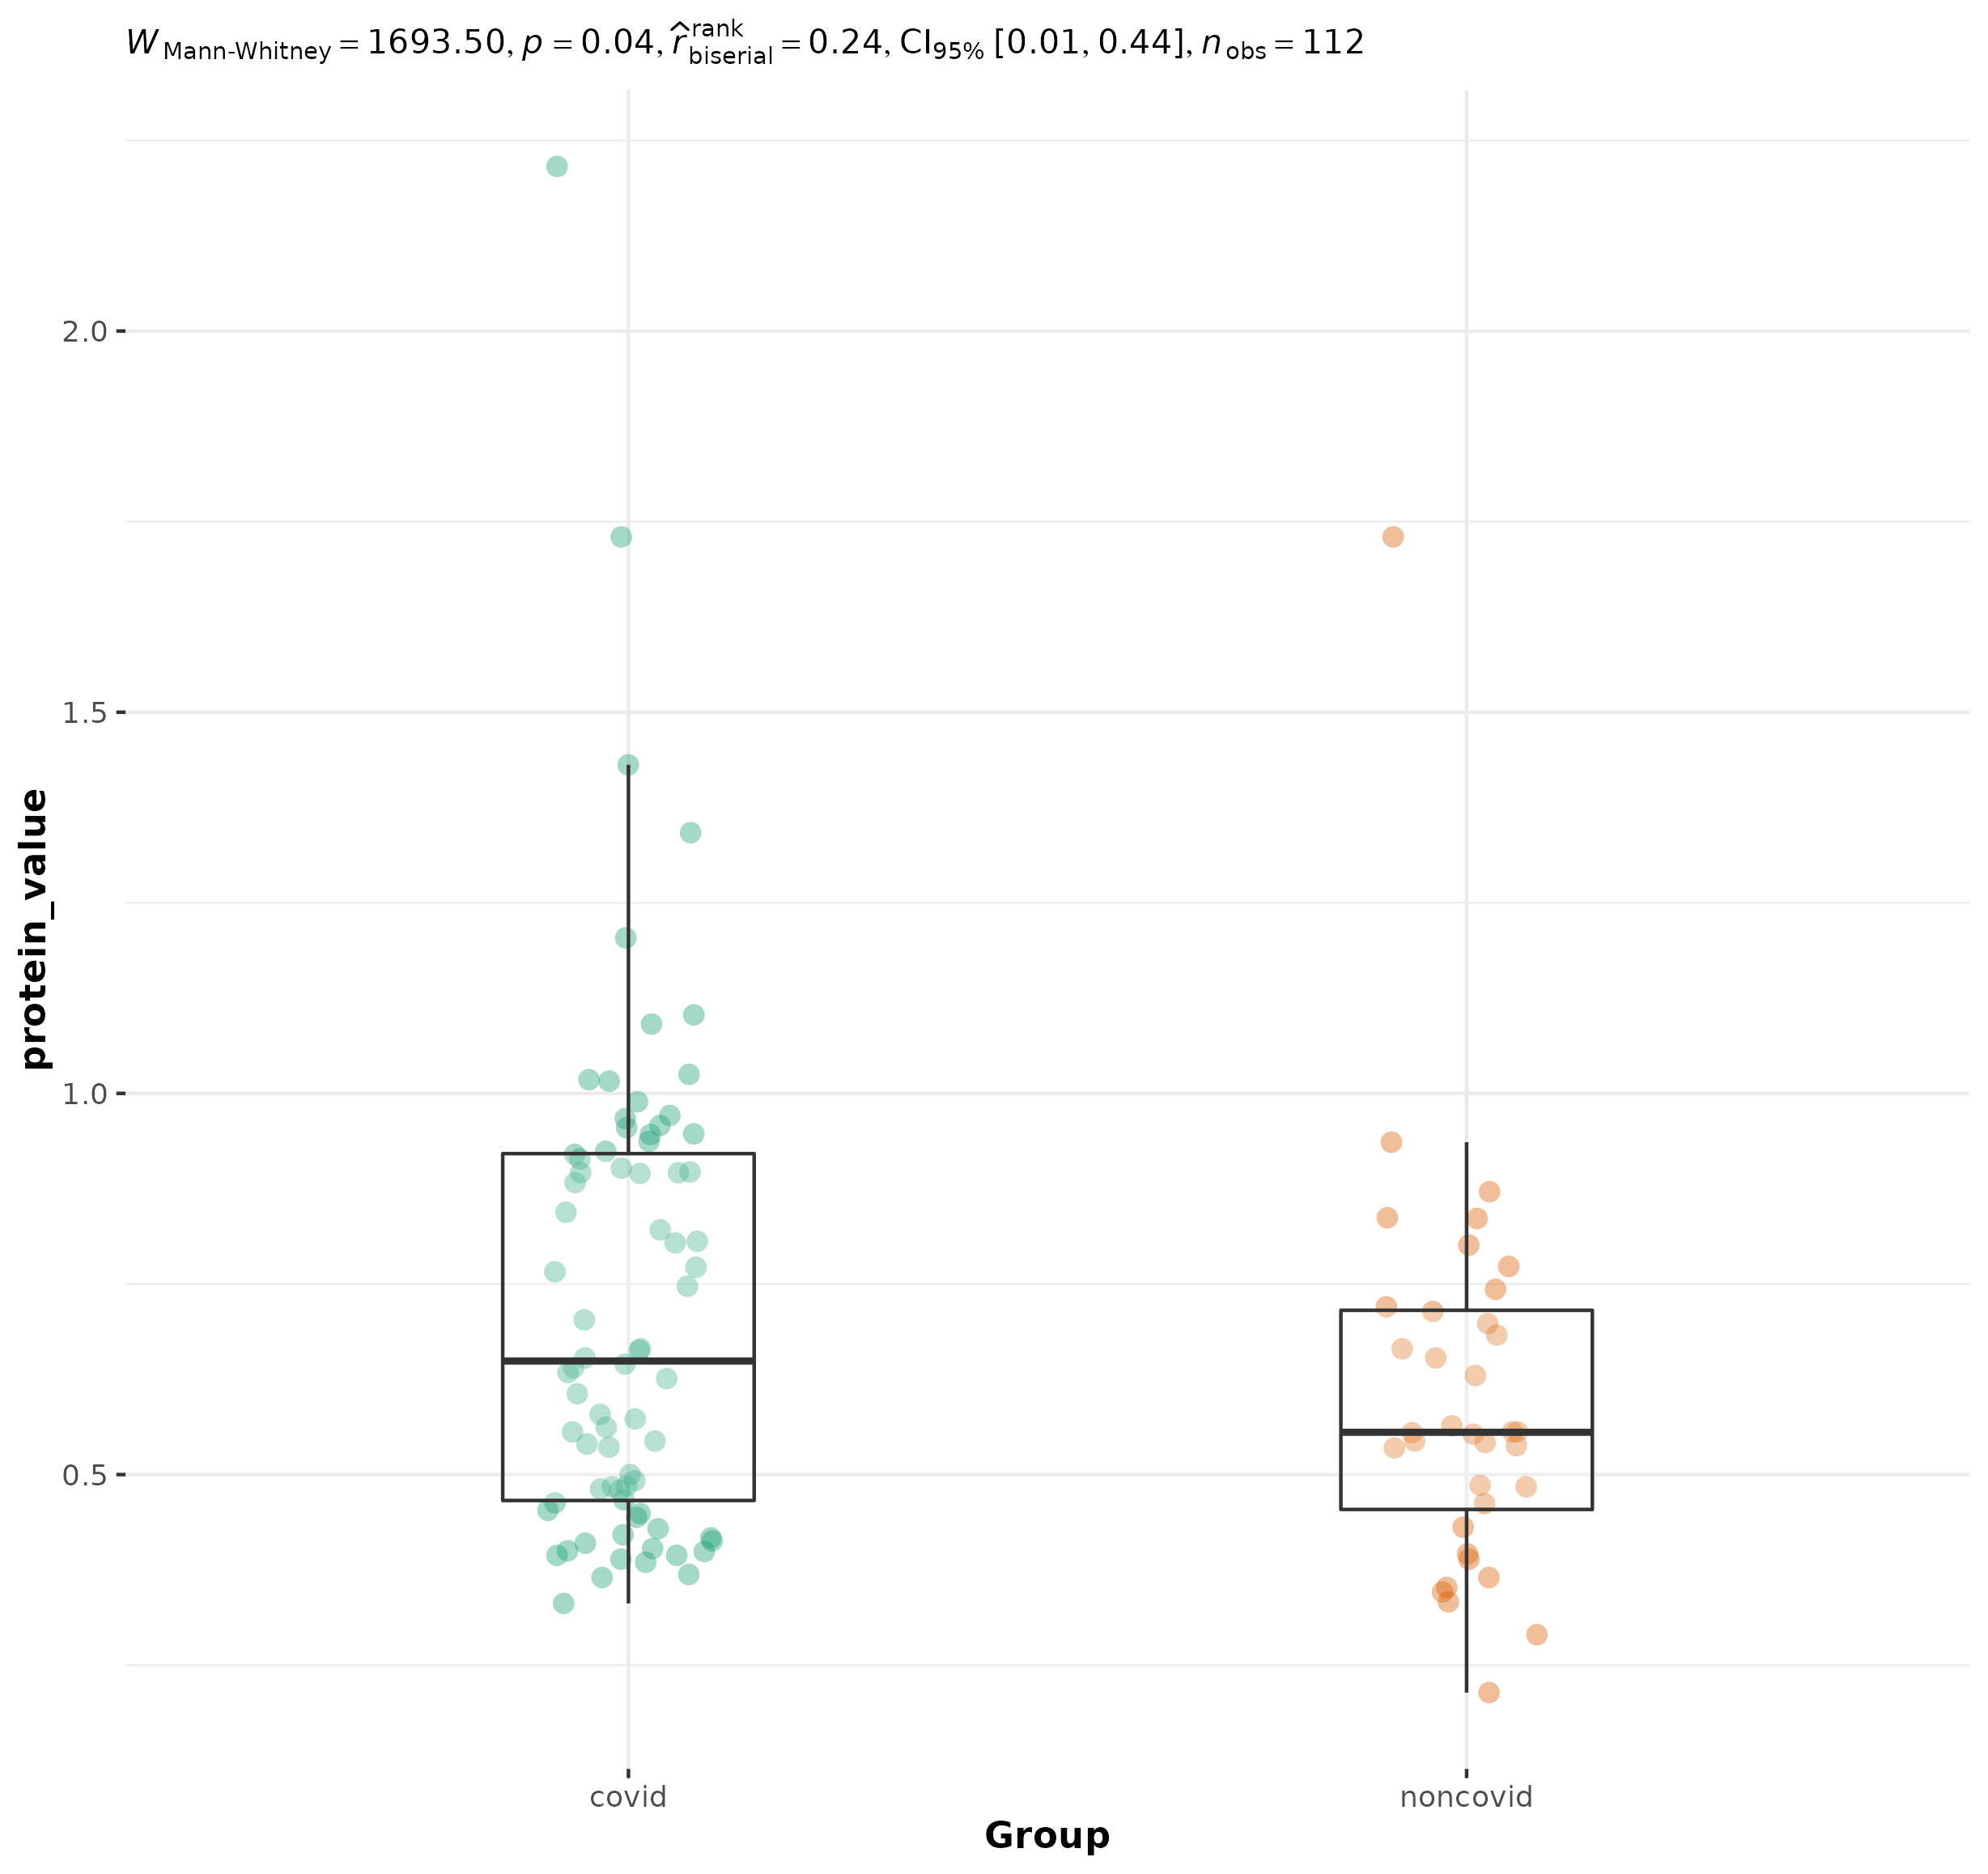 W Mann-Whitney = 1693.50, p = 0.04, r̂ rank biserial = 0.24, CI95% [0.01, 0.44], n obs = 112
2.0
1.5
1.0
0.5
protein_value
covid noncovid
Group